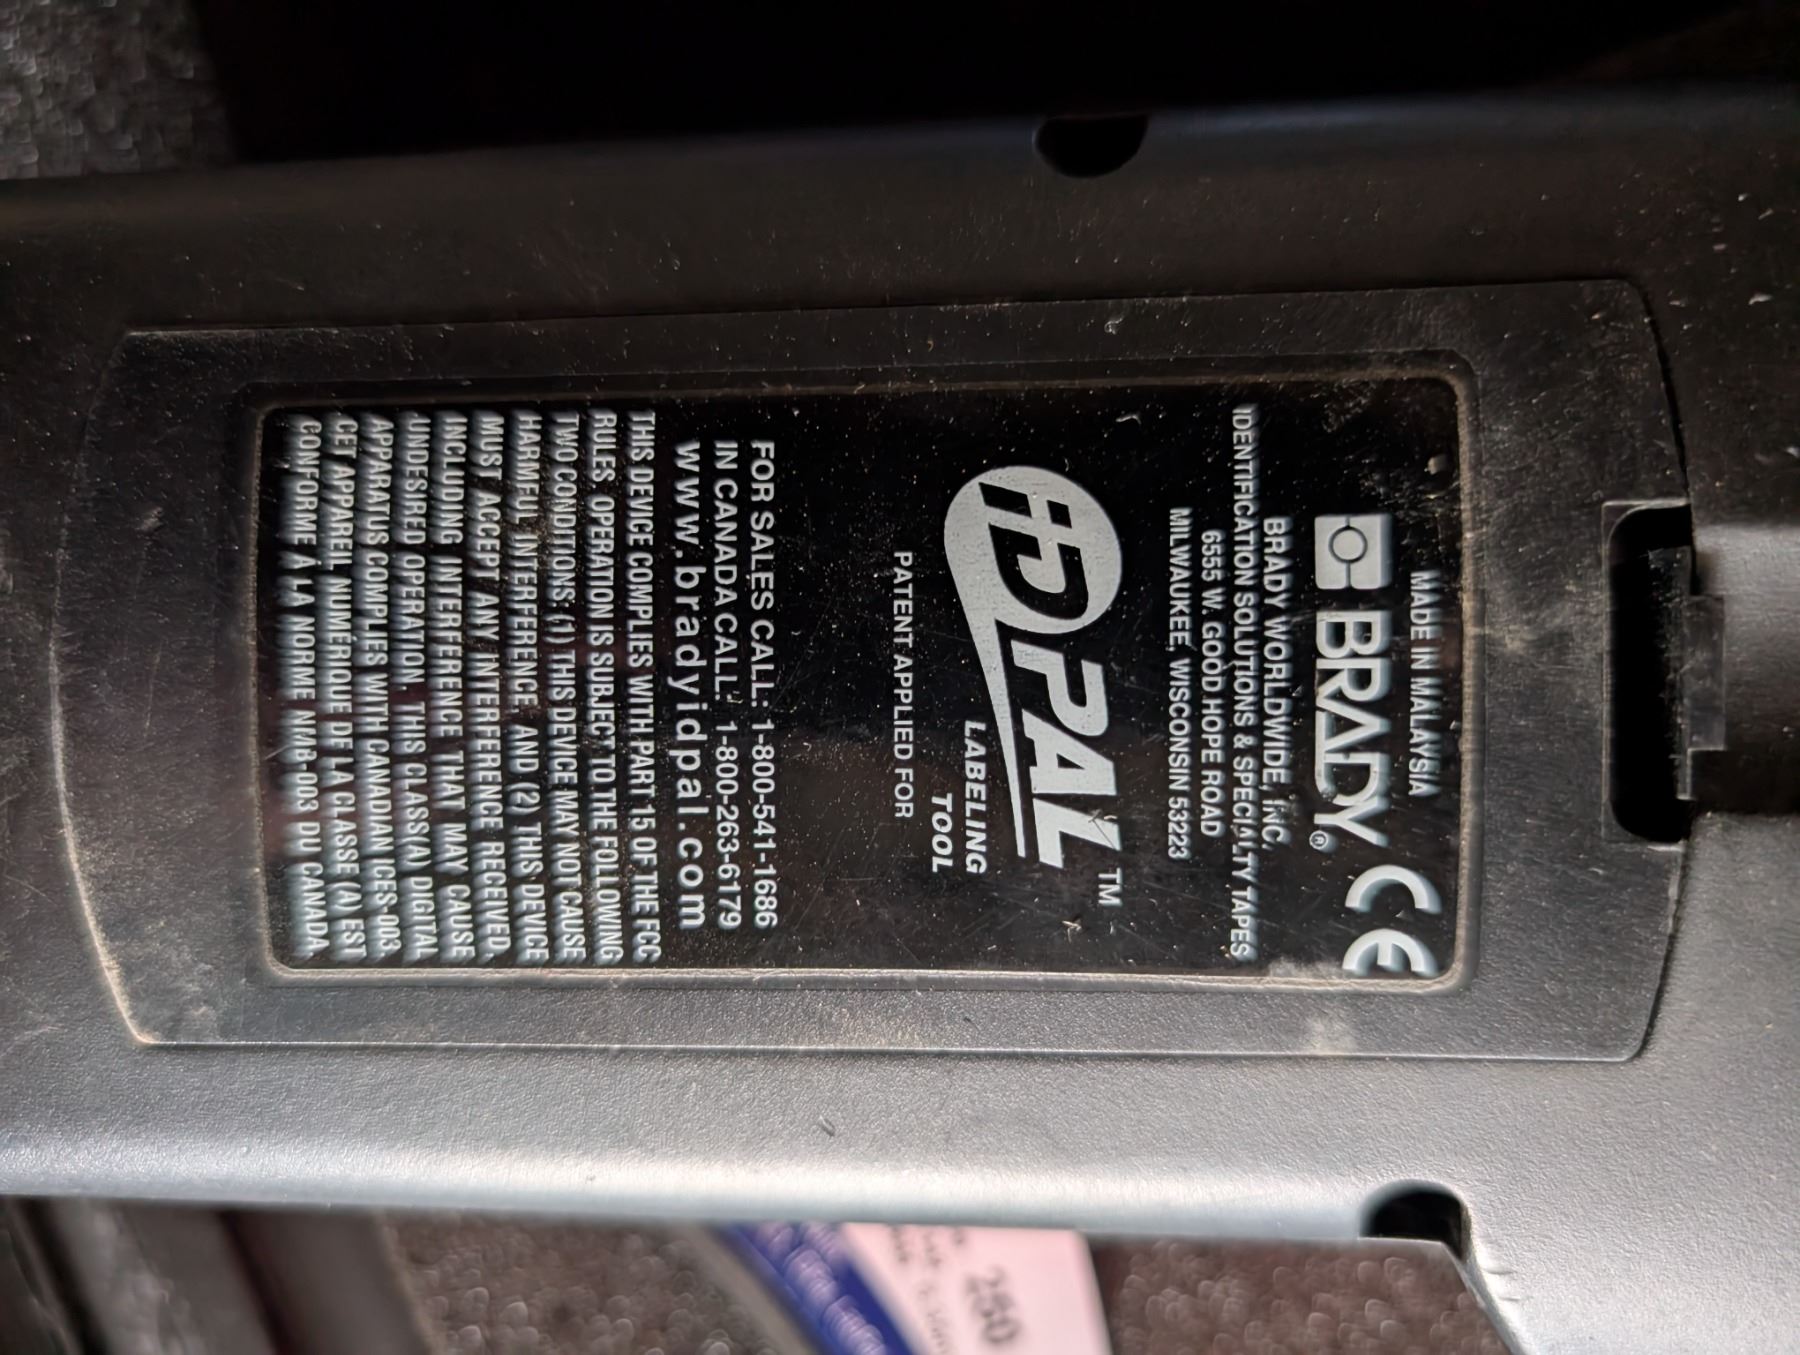 MADE IN MALAYSIA
BRADY® CE
BRADY WORLDWIDE, INC.
IDENTIFICATION SOLUTIONS & SPECIALTY TAPES
6555 W. GOOD HOPE ROAD
MILWAUKEE, WISCONSIN 53223
iDPAL™
LABELING
TOOL
PATENT APPLIED FOR
FOR SALES CALL: 1-800-541-1686
IN CANADA CALL: 1-800-263-6179
www.bradyidpal.com
THIS DEVICE COMPLIES WITH PART 15 OF THE FCC
RULES. OPERATION IS SUBJECT TO THE FOLLOWING
TWO CONDITIONS: (1) THIS DEVICE MAY NOT CAUSE
HARMFUL INTERFERENCE, AND (2) THIS DEVICE
MUST ACCEPT ANY INTERFERENCE RECEIVED,
INCLUDING INTERFERENCE THAT MAY CAUSE
UNDESIRED OPERATION. THIS CLASS(A) DIGITAL
APPARATUS COMPLIES WITH CANADIAN ICES-003.
CET APPAREIL NUMÉRIQUE DE LA CLASSE (A) EST
CONFORME À LA NORME NMB-003 DU CANADA
250